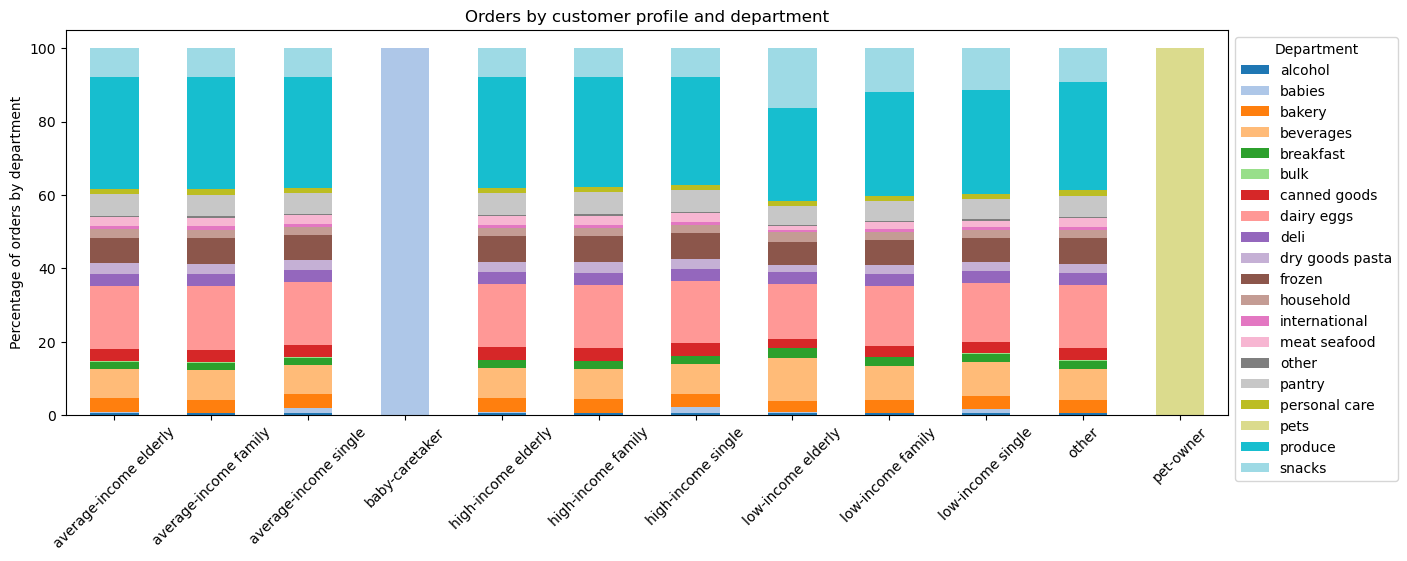 Orders by customer profile and department
Percentage of orders by department
100
80
60
40
20
0
average-income elderly
average-income family
average-income single
baby-caretaker
high-income elderly
high-income family
high-income single
low-income elderly
low-income family
low-income single
other
pet-owner
Department
alcohol
babies
bakery
beverages
breakfast
bulk
canned goods
dairy eggs
deli
dry goods pasta
frozen
household
international
meat seafood
other
pantry
personal care
pets
produce
snacks